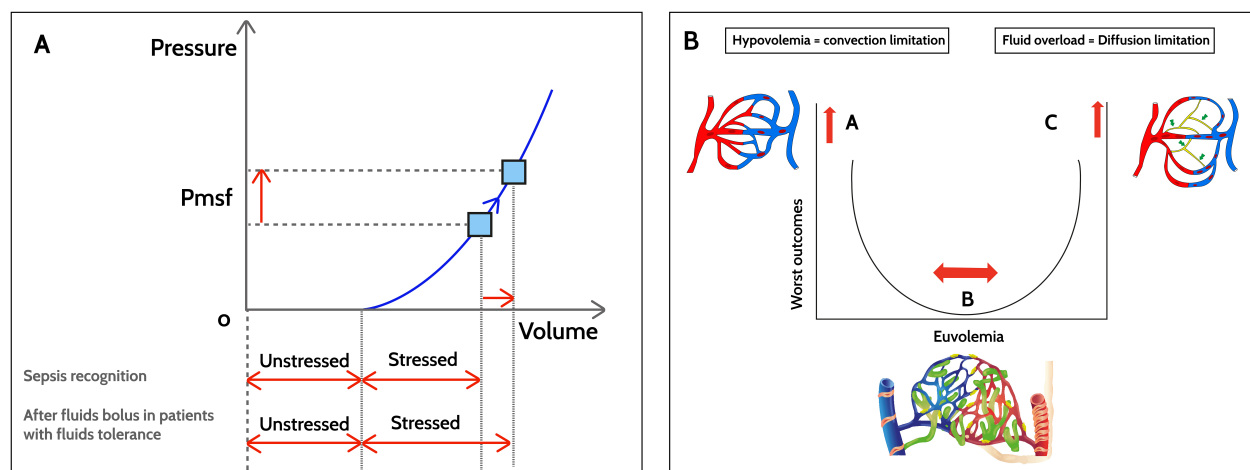 A
Pressure
Pmsf
O
Volume
Unstressed
Stressed
Sepsis recognition
After fluids bolus in patients
with fluids tolerance
Unstressed
Stressed
B
Hypovolemia = convection limitation
Fluid overload = Diffusion limitation
A
C
Worst outcomes
B
Euvolemia